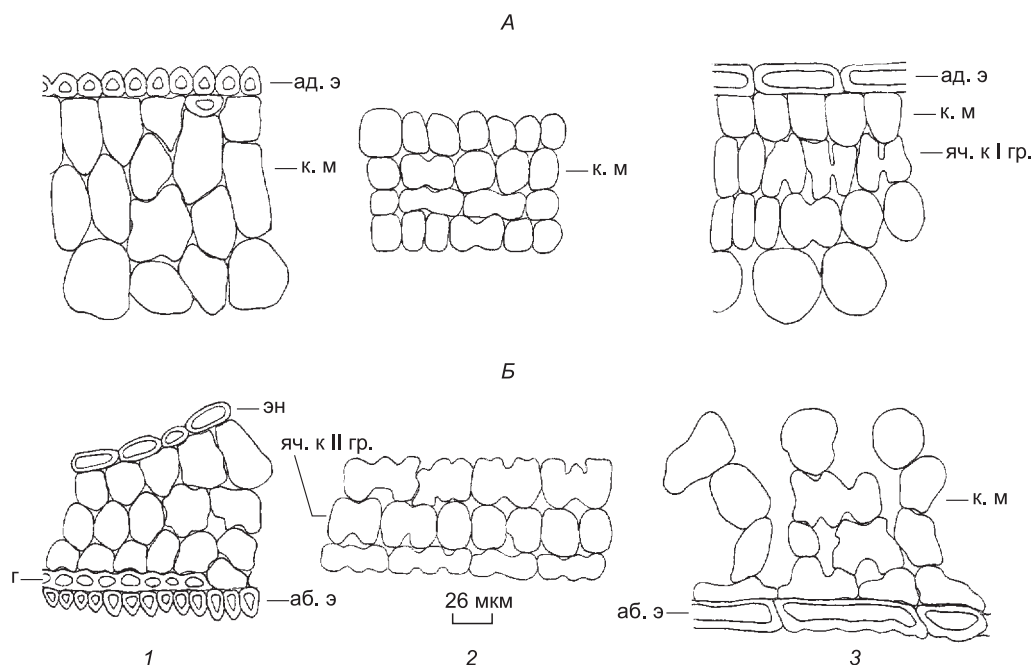 А
ад. э
к. м
к. м
ад. э
к. м
яч. к I гр.
Б
эн
г
аб. э
яч. к II гр.
26 мкм
к. м
аб. э
1
2
3